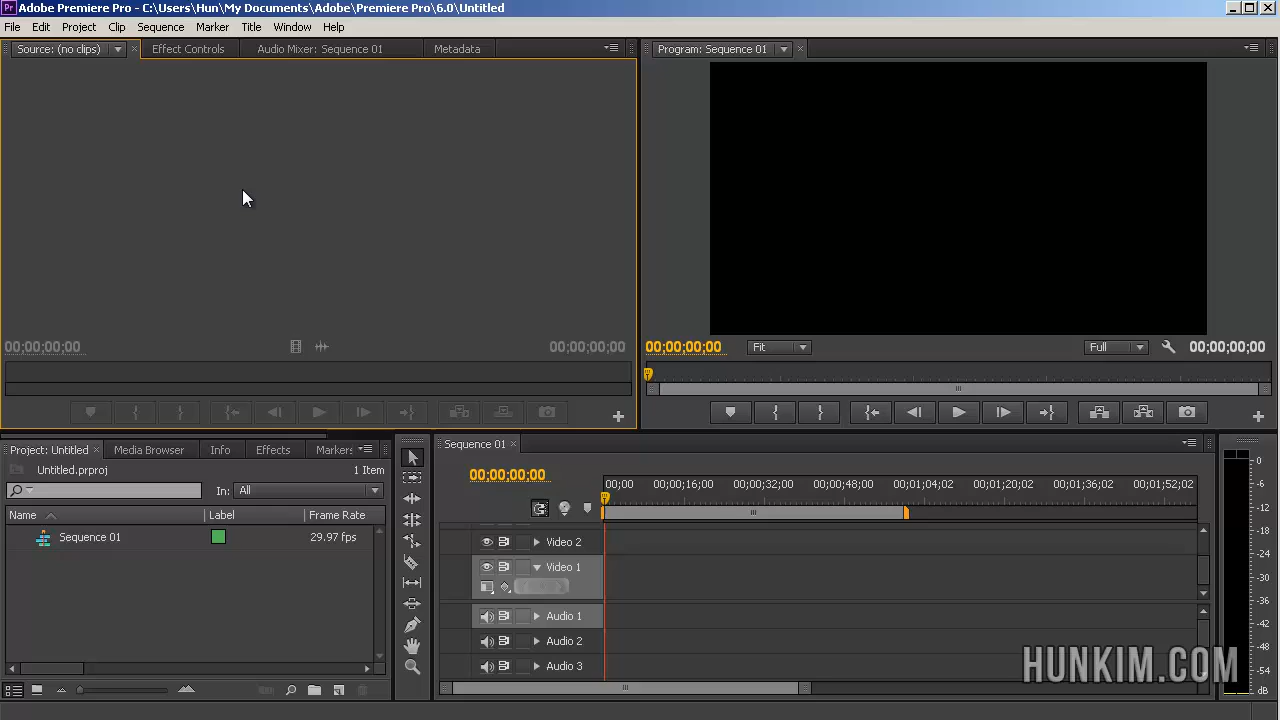 Pr Adobe Premiere Pro - C:\Users\Hun\My Documents\Adobe\Premiere Pro\6.0\Untitled
File Edit Project Clip Sequence Marker Title Window Help
Source: (no clips) Effect Controls Audio Mixer: Sequence 01 Metadata
Program: Sequence 01
00;00;00;00 00;00;00;00
00;00;00;00 Fit Full 00;00;00;00
Project: Untitled Media Browser Info Effects Markers
Untitled.prproj 1 Item
In: All
Name Label Frame Rate
Sequence 01 29.97 fps
Sequence 01
00;00;00;00
00;00 00;00;16;00 00;00;32;00 00;00;48;00 00;01;04;02 00;01;20;02 00;01;36;02 00;01;52;02
Video 2
Video 1
Audio 1
Audio 2
Audio 3
0
-6
-12
-18
-24
-30
-36
-42
-48
-54
dB
HUNKIM.COM